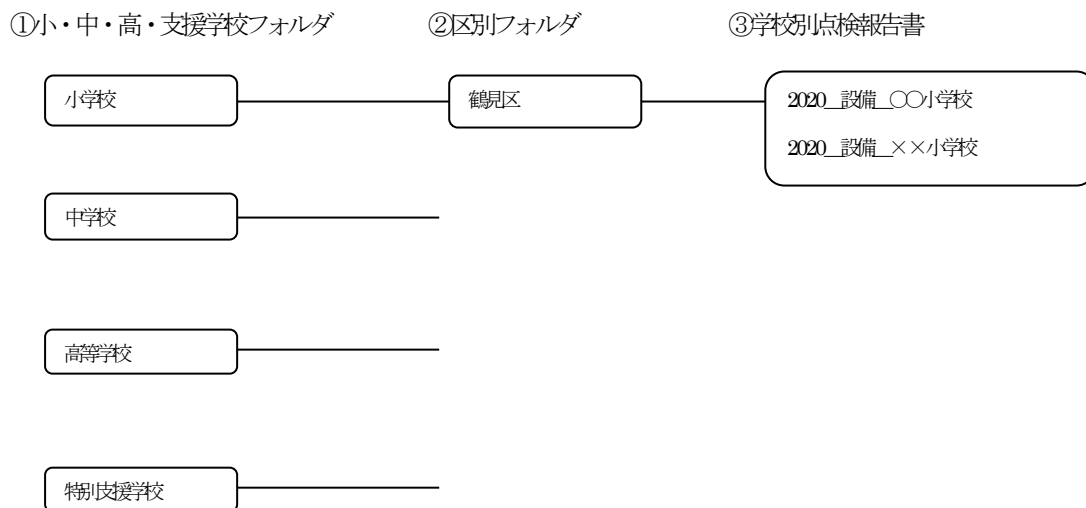 ①小・中・高・支援学校フォルダ ②区別フォルダ ③学校別点検報告書
小学校 鶴見区 2020_設備_〇〇小学校
2020_設備_××小学校
中学校
高等学校
特別支援学校